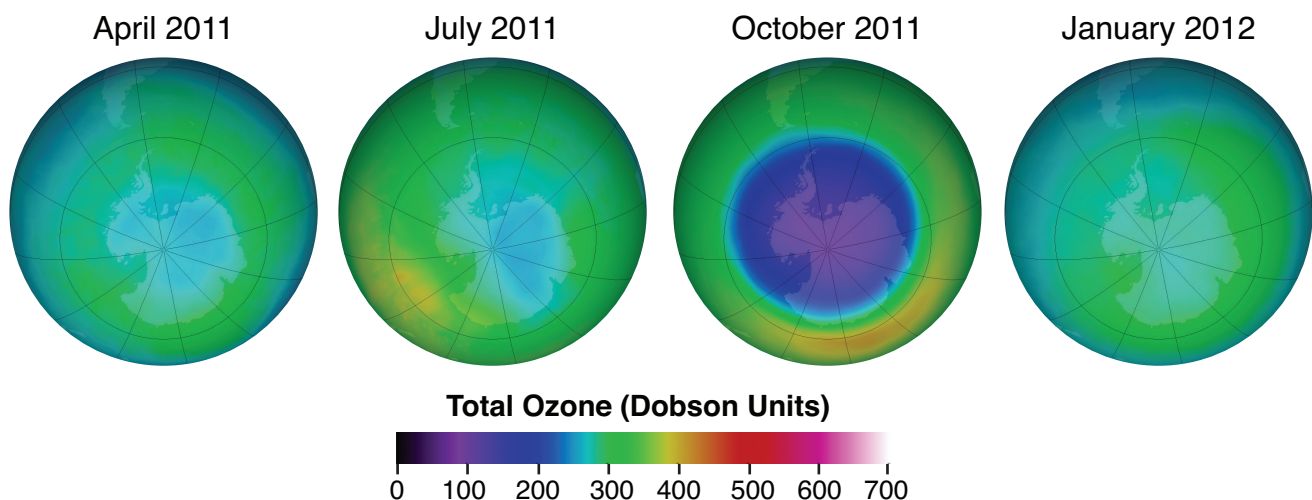 April 2011 July 2011 October 2011 January 2012
Total Ozone (Dobson Units)
0 100 200 300 400 500 600 700